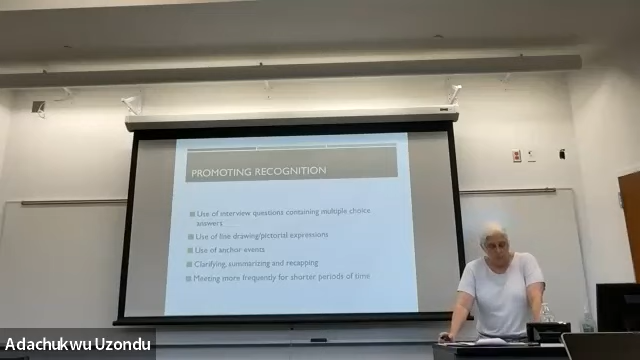 PROMOTING RECOGNITION
Use of interview questions containing multiple choice
answers
Use of line drawing/pictorial expressions
Use of anchor events
Clarifying, summarizing and recapping
Meeting more frequently for shorter periods of time
Adachukwu Uzondu